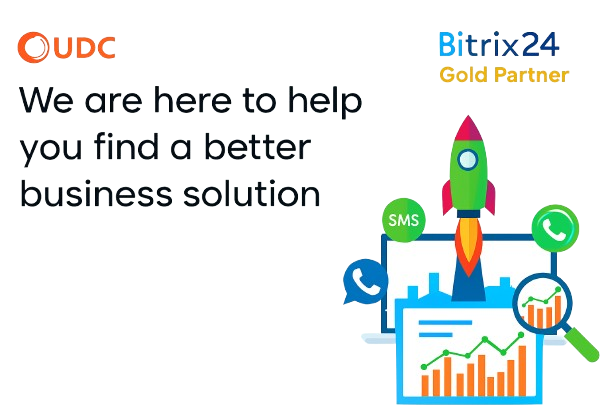 UDC
Bitrix24
Gold Partner
We are here to help
you find a better
business solution
SMS